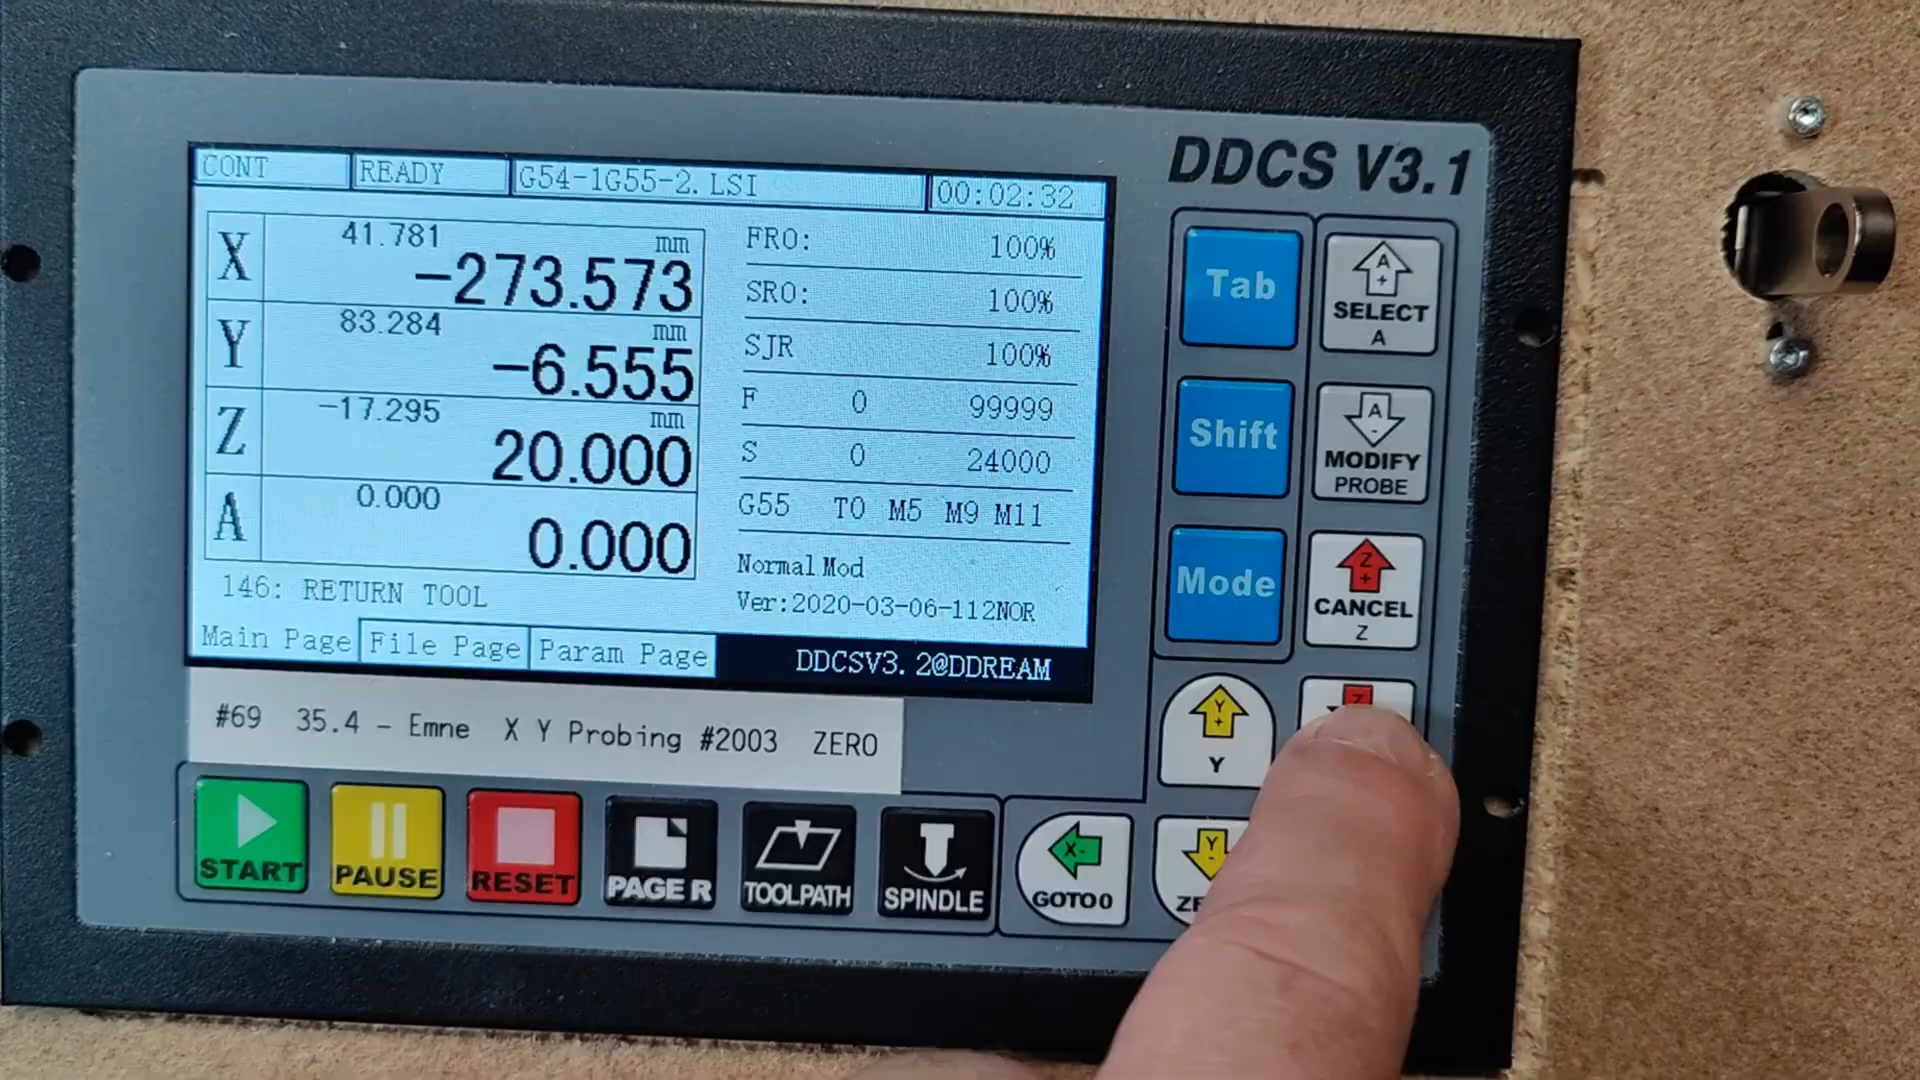 DDCS V3.1
CONT READY G54-1G55-2.LSI 00:02:32
X 41.781 mm -273.573
Y 83.284 mm -6.555
Z -17.295 mm 20.000
A 0.000 0.000
146: RETURN TOOL
FRO: 100%
SRO: 100%
SJR 100%
F 0 99999
S 0 24000
G55 T0 M5 M9 M11
Normal Mod
Ver:2020-03-06-112NOR
Main Page File Page Param Page DDCSV3.2@DDREAM
#69 35.4 - Emne X Y Probing #2003 ZERO
Tab
A+
SELECT
A
Shift
A-
MODIFY
PROBE
Mode
Z+
CANCEL
Z
Y+
Y
Z
START
PAUSE
RESET
PAGE R
TOOLPATH
SPINDLE
X-
GOTO0
Y-